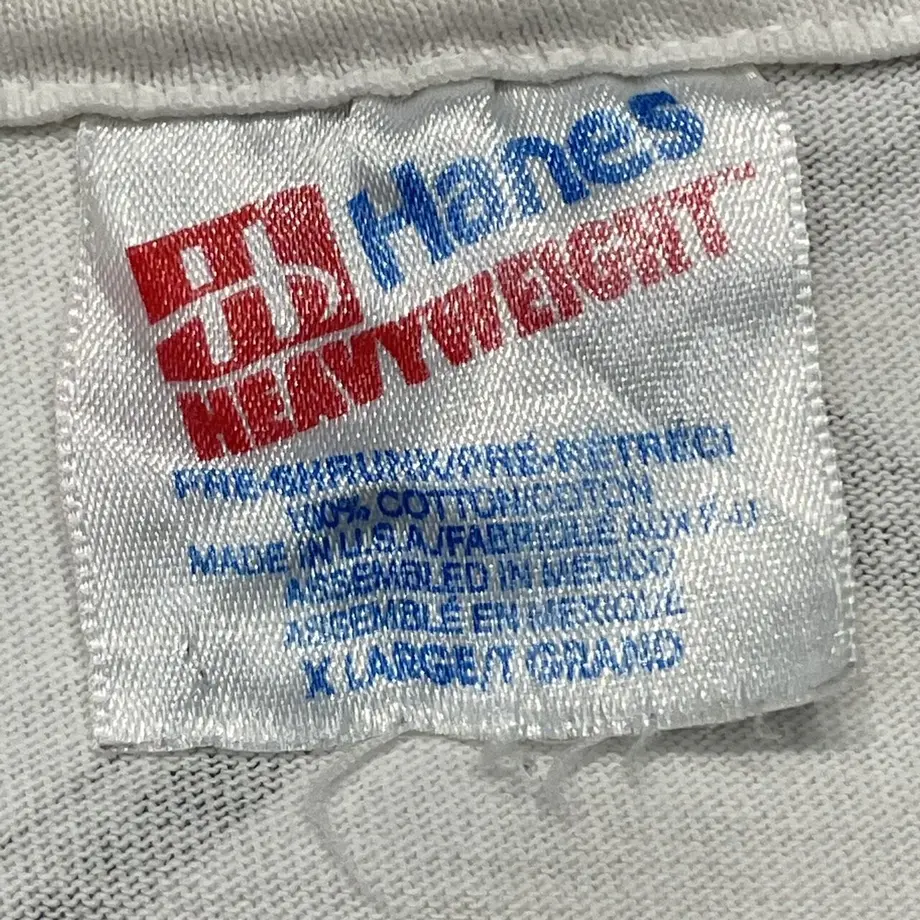 Hanes
HEAVYWEIGHT™
PRE-SHRUNK/PRÉ-RÉTRÉCI
100% COTTON/COTON
MADE IN U.S.A./FABRIQUÉ AUX É-U
ASSEMBLED IN MEXICO
ASSEMBLÉ EN MEXIQUE
X LARGE/T GRAND